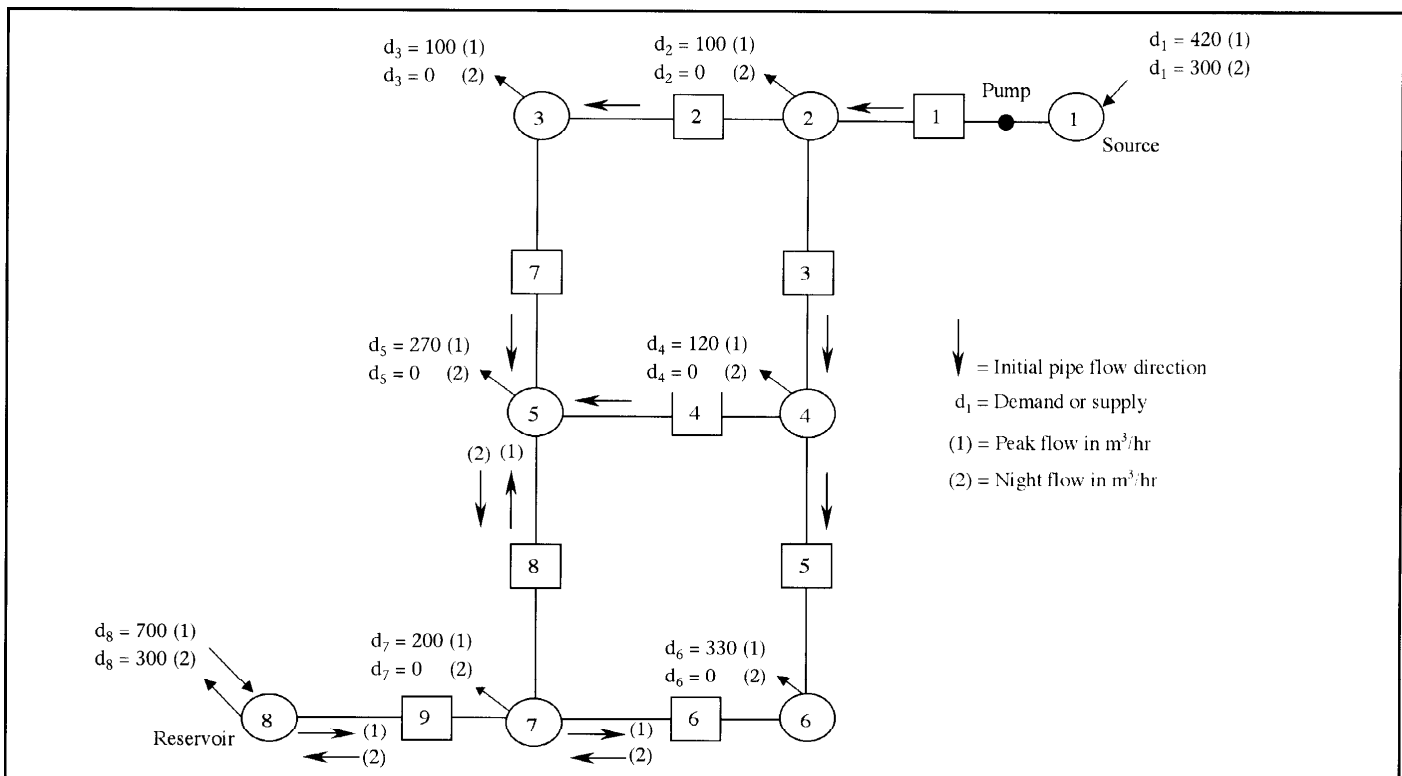 d₃ = 100 (1)
d₃ = 0 (2)
d₂ = 100 (1)
d₂ = 0 (2)
d₁ = 420 (1)
d₁ = 300 (2)
Pump
3
2
2
1
1
Source
7
3
d₅ = 270 (1)
d₅ = 0 (2)
d₄ = 120 (1)
d₄ = 0 (2)
= Initial pipe flow direction
d₁ = Demand or supply
(1) = Peak flow in m³/hr
(2) = Night flow in m³/hr
5
4
4
(2) (1)
8
5
d₈ = 700 (1)
d₈ = 300 (2)
d₇ = 200 (1)
d₇ = 0 (2)
d₆ = 330 (1)
d₆ = 0 (2)
Reservoir
8
9
7
6
6
(1)
(2)
(1)
(2)